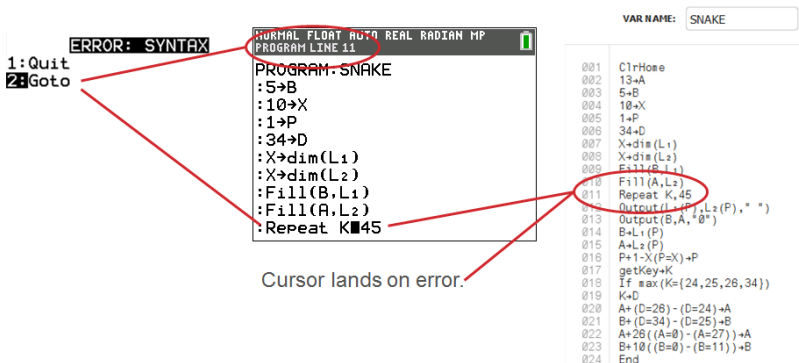 ERROR: SYNTAX
1:Quit
2:Goto
NORMAL FLOAT AUTO REAL RADIAN MP
PROGRAM LINE 11
PROGRAM:SNAKE
:5→B
:10→X
:1→P
:34→D
:X→dim(L₁)
:X→dim(L₂)
:Fill(B,L₁)
:Fill(A,L₂)
:Repeat K■45
Cursor lands on error.
VAR NAME: SNAKE
001 ClrHome
002 13→A
003 5→B
004 10→X
005 1→P
006 34→D
007 X→dim(L₁)
008 X→dim(L₂)
009 Fill(B,L₁)
010 Fill(A,L₂)
011 Repeat K,45
012 Output(L₁(P),L₂(P)," ")
013 Output(B,A,"0")
014 B→L₁(P)
015 A→L₂(P)
016 P+1-X(P=X)→P
017 getKey→K
018 If max(K={24,25,26,34})
019 K→D
020 A+(D=26)-(D=24)→A
021 B+(D=34)-(D=25)→B
022 A+26((A=0)-(A=27))→A
023 B+10((B=0)-(B=11))→B
024 End